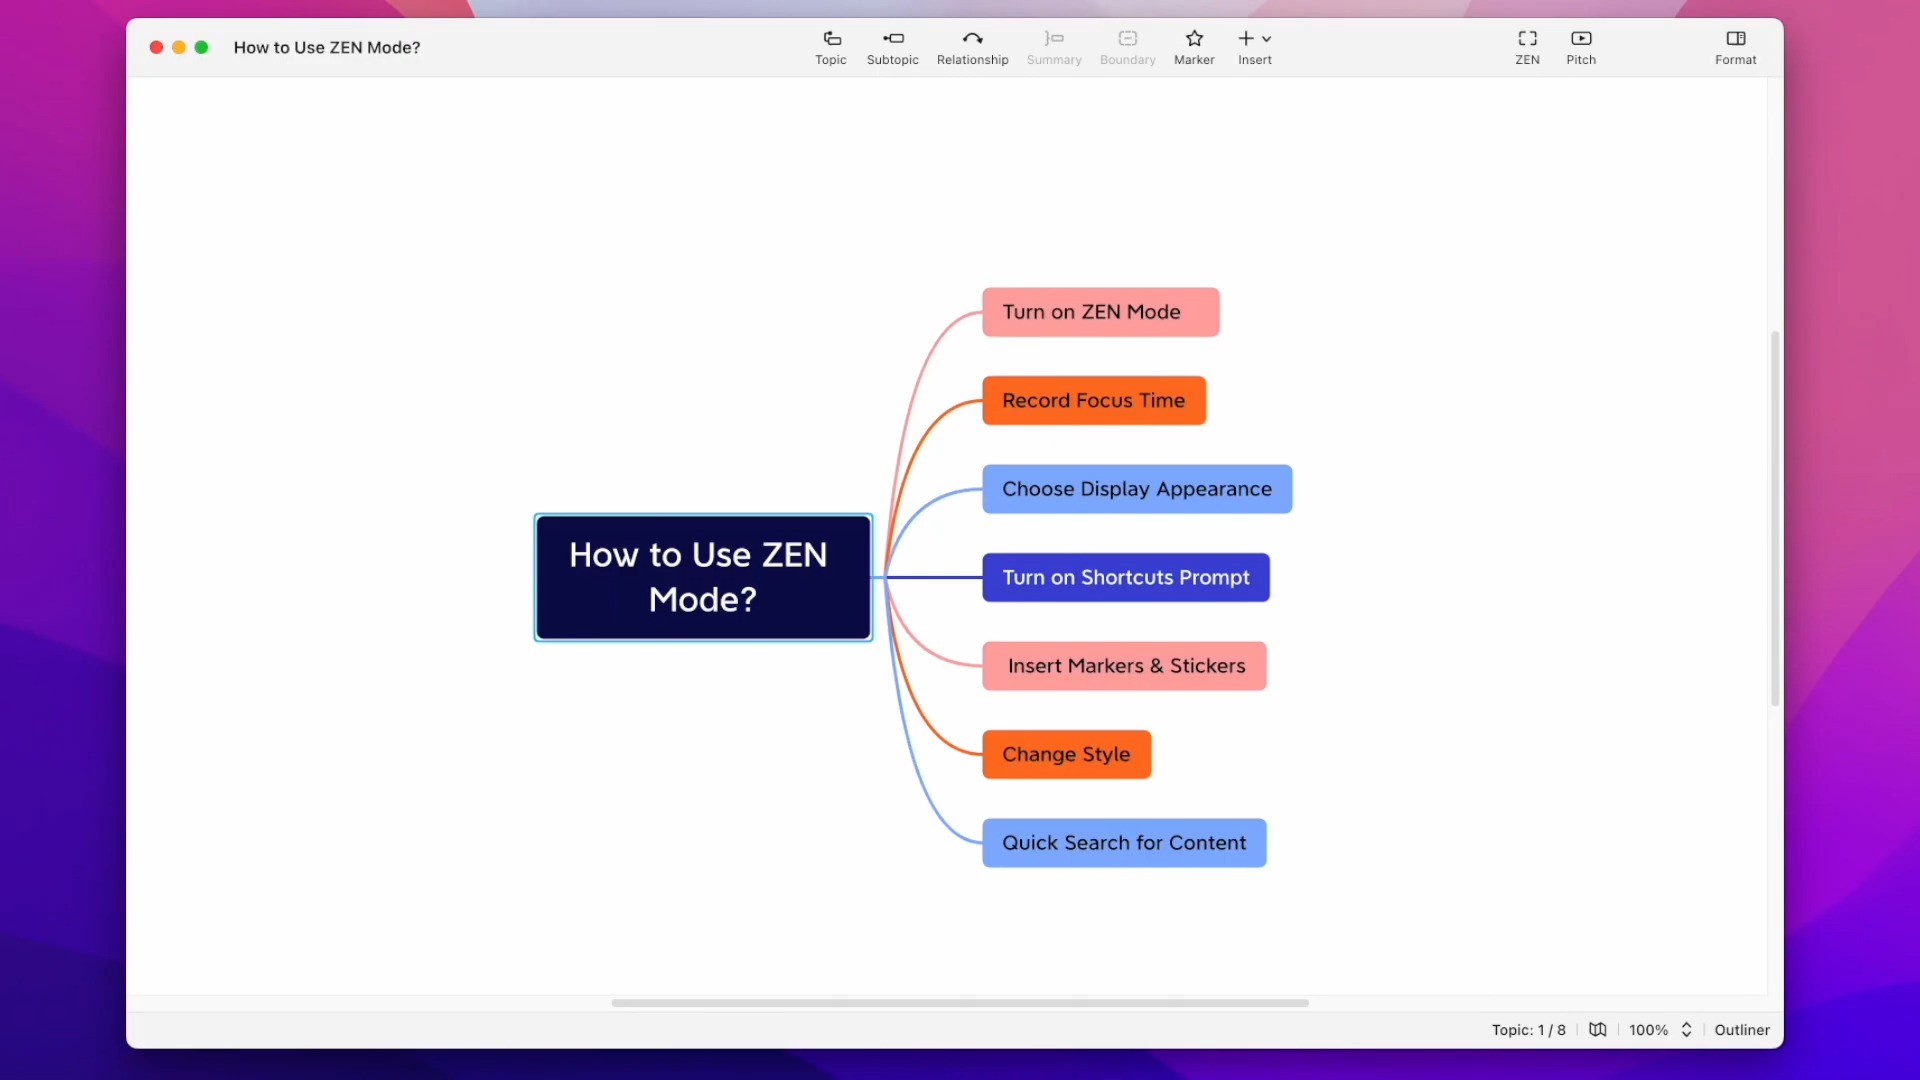 How to Use ZEN Mode?
Topic
Subtopic
Relationship
Summary
Boundary
Marker
Insert
ZEN
Pitch
Format
Turn on ZEN Mode
Record Focus Time
Choose Display Appearance
How to Use ZEN
Mode?
Turn on Shortcuts Prompt
Insert Markers & Stickers
Change Style
Quick Search for Content
Topic: 1 / 8
100%
Outliner